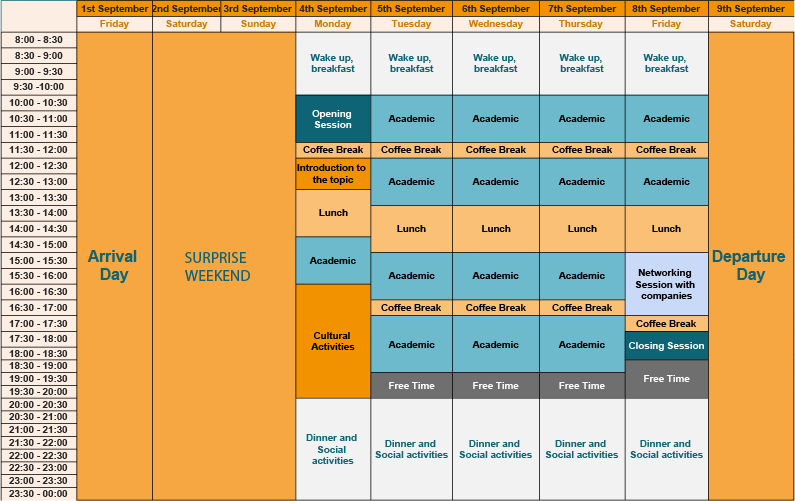 1st September 2nd September 3rd September 4th September 5th September 6th September 7th September 8th September 9th September
Friday Saturday Sunday Monday Tuesday Wednesday Thursday Friday Saturday
8:00 - 8:30
8:30 - 9:00
9:00 - 9:30
9:30 -10:00
Wake up, breakfast Wake up, breakfast Wake up, breakfast Wake up, breakfast Wake up, breakfast
10:00 - 10:30
10:30 - 11:00
11:00 - 11:30
Opening Session Academic Academic Academic Academic
11:30 - 12:00
Coffee Break Coffee Break Coffee Break Coffee Break Coffee Break
12:00 - 12:30
12:30 - 13:00
13:00 - 13:30
Introduction to the topic Academic Academic Academic Academic
13:30 - 14:00
14:00 - 14:30
Lunch Lunch Lunch Lunch Lunch
14:30 - 15:00
15:00 - 15:30
15:30 - 16:00
16:00 - 16:30
Arrival Day
SURPRISE WEEKEND
Academic Academic Academic Academic
Networking Session with companies
Departure Day
16:30 - 17:00
Coffee Break Coffee Break Coffee Break
17:00 - 17:30
Coffee Break
17:30 - 18:00
18:00 - 18:30
18:30 - 19:00
Cultural Activities Academic Academic Academic Closing Session
19:00 - 19:30
19:30 - 20:00
Free Time Free Time Free Time Free Time
20:00 - 20:30
20:30 - 21:00
21:00 - 21:30
21:30 - 22:00
22:00 - 22:30
22:30 - 23:00
23:00 - 23:30
23:30 - 00:00
Dinner and Social activities Dinner and Social activities Dinner and Social activities Dinner and Social activities Dinner and Social activities